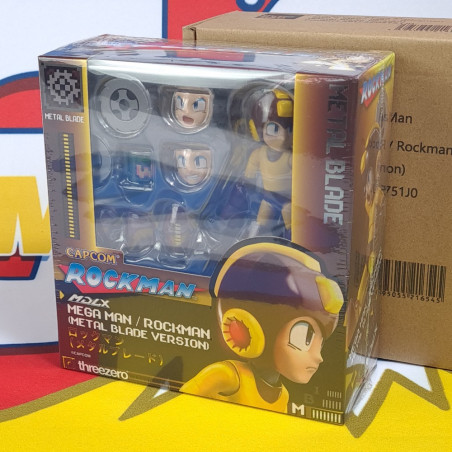 METAL BLADE
METAL BLADE
CAPCOM
ROCKMAN
MDLX
MEGA MAN / ROCKMAN
(METAL BLADE VERSION)
ロックマン
(メタルブレード)
©CAPCOM
threezero
M
Man
/ Rockman
on)